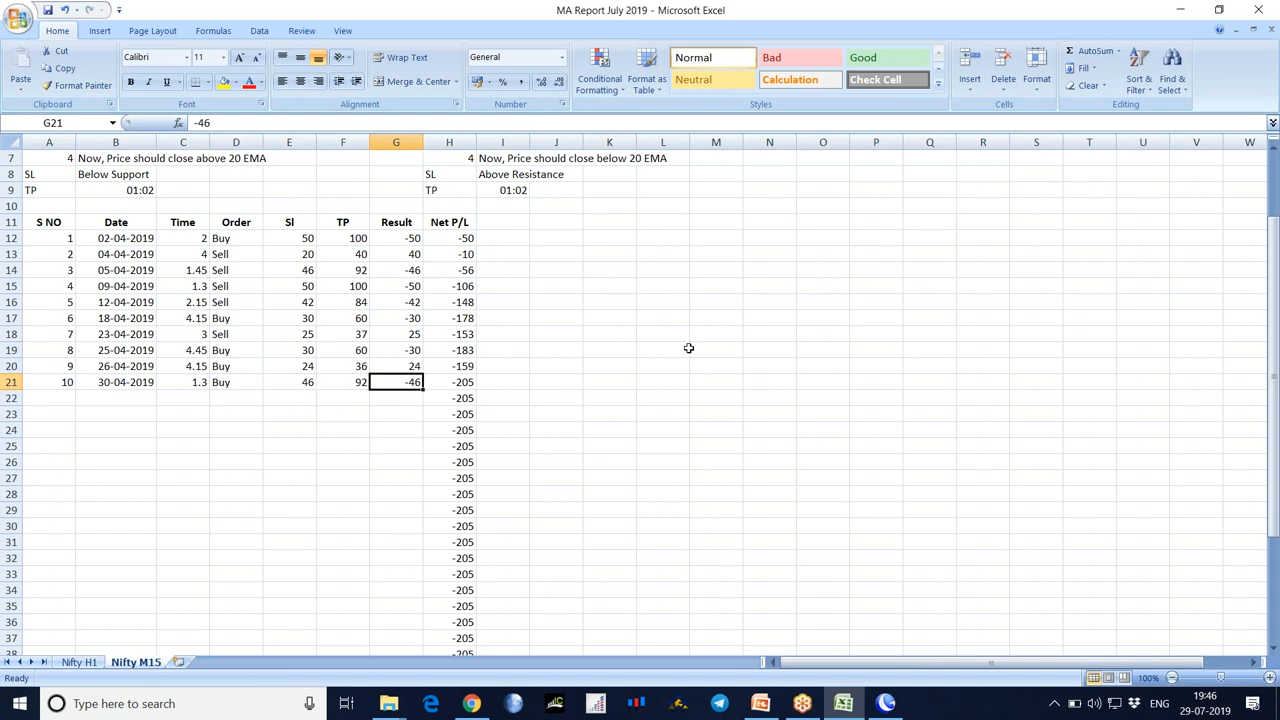 MA Report July 2019 - Microsoft Excel
Home Insert Page Layout Formulas Data Review View
Cut
Copy
Format Painter
Paste
Clipboard
Calibri 11
B I U
Font
Wrap Text
Merge & Center
Alignment
General
Number
Conditional Formatting
Format as Table
Normal Bad Good
Neutral Calculation Check Cell
Styles
Insert Delete Format
Cells
AutoSum
Fill
Clear
Sort & Filter
Find & Select
Editing
G21 fx -46
A B C D E F G H I J K L M N O P Q R S T U V W
7 4 Now, Price should close above 20 EMA 4 Now, Price should close below 20 EMA
8 SL Below Support SL Above Resistance
9 TP 01:02 TP 01:02
10
11 S NO Date Time Order Sl TP Result Net P/L
12 1 02-04-2019 2 Buy 50 100 -50 -50
13 2 04-04-2019 4 Sell 20 40 40 -10
14 3 05-04-2019 1.45 Sell 46 92 -46 -56
15 4 09-04-2019 1.3 Sell 50 100 -50 -106
16 5 12-04-2019 2.15 Sell 42 84 -42 -148
17 6 18-04-2019 4.15 Buy 30 60 -30 -178
18 7 23-04-2019 3 Sell 25 37 25 -153
19 8 25-04-2019 4.45 Buy 30 60 -30 -183
20 9 26-04-2019 4.15 Buy 24 36 24 -159
21 10 30-04-2019 1.3 Buy 46 92 -46 -205
22 -205
23 -205
24 -205
25 -205
26 -205
27 -205
28 -205
29 -205
30 -205
31 -205
32 -205
33 -205
34 -205
35 -205
36 -205
37 -205
38 -205
Nifty H1 Nifty M15
Ready 100%
Type here to search
19:46
29-07-2019